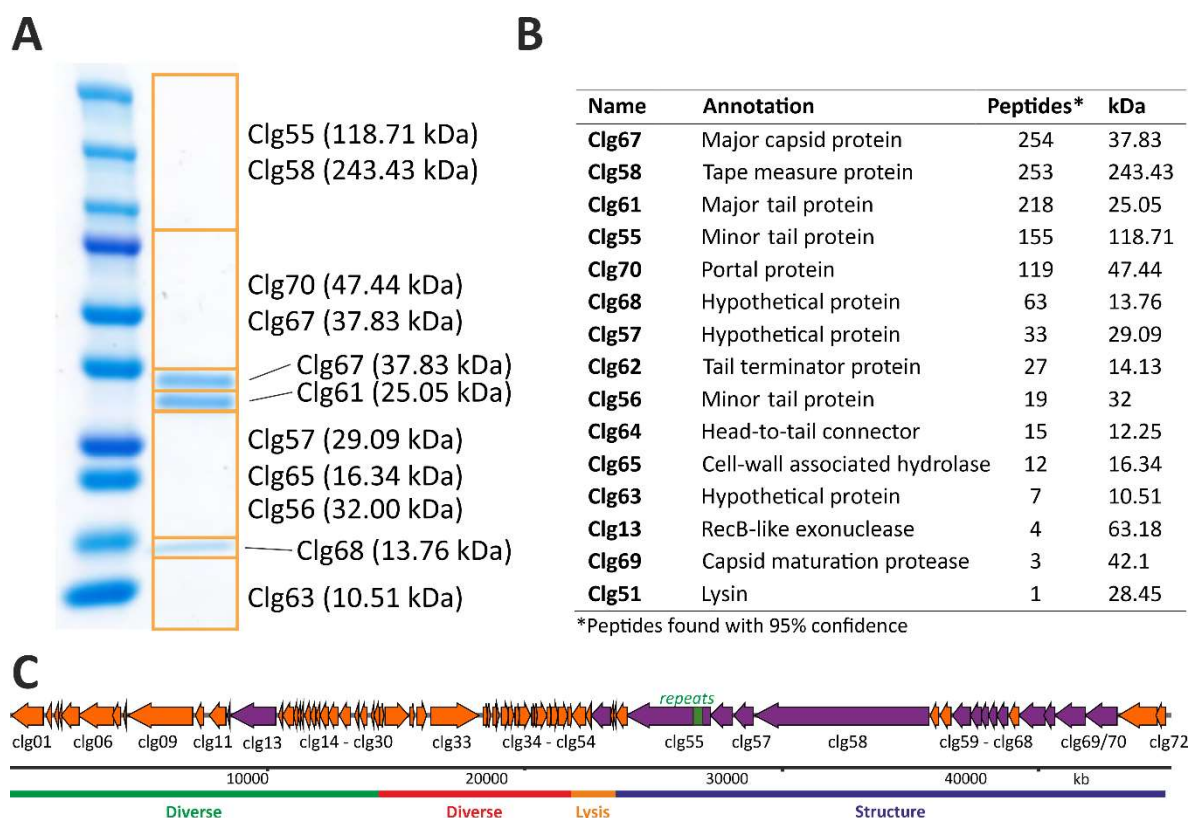 A
Clg55 (118.71 kDa)
Clg58 (243.43 kDa)
Clg70 (47.44 kDa)
Clg67 (37.83 kDa)
Clg67 (37.83 kDa)
Clg61 (25.05 kDa)
Clg57 (29.09 kDa)
Clg65 (16.34 kDa)
Clg56 (32.00 kDa)
Clg68 (13.76 kDa)
Clg63 (10.51 kDa)
B
Name Annotation Peptides* kDa
Clg67 Major capsid protein 254 37.83
Clg58 Tape measure protein 253 243.43
Clg61 Major tail protein 218 25.05
Clg55 Minor tail protein 155 118.71
Clg70 Portal protein 119 47.44
Clg68 Hypothetical protein 63 13.76
Clg57 Hypothetical protein 33 29.09
Clg62 Tail terminator protein 27 14.13
Clg56 Minor tail protein 19 32
Clg64 Head-to-tail connector 15 12.25
Clg65 Cell-wall associated hydrolase 12 16.34
Clg63 Hypothetical protein 7 10.51
Clg13 RecB-like exonuclease 4 63.18
Clg69 Capsid maturation protease 3 42.1
Clg51 Lysin 1 28.45
*Peptides found with 95% confidence
C
repeats
clg01 clg06 clg09 clg11 clg13 clg14 - clg30 clg33 clg34 - clg54 clg55 clg57 clg58 clg59 - clg68 clg69/70 clg72
10000 20000 30000 40000 kb
Diverse Diverse Lysis Structure